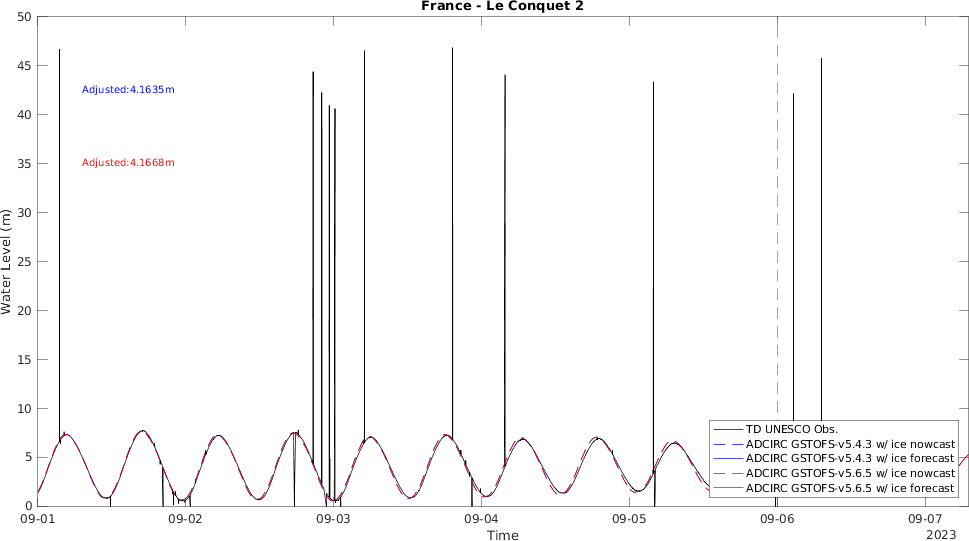 France - Le Conquet 2
50
45
40
35
30
25
20
15
10
5
0
Water Level (m)
Adjusted:4.1635m
Adjusted:4.1668m
TD UNESCO Obs.
ADCIRC GSTOFS-v5.4.3 w/ ice nowcast
ADCIRC GSTOFS-v5.4.3 w/ ice forecast
ADCIRC GSTOFS-v5.6.5 w/ ice nowcast
ADCIRC GSTOFS-v5.6.5 w/ ice forecast
09-01 09-02 09-03 09-04 09-05 09-06 09-07
Time
2023